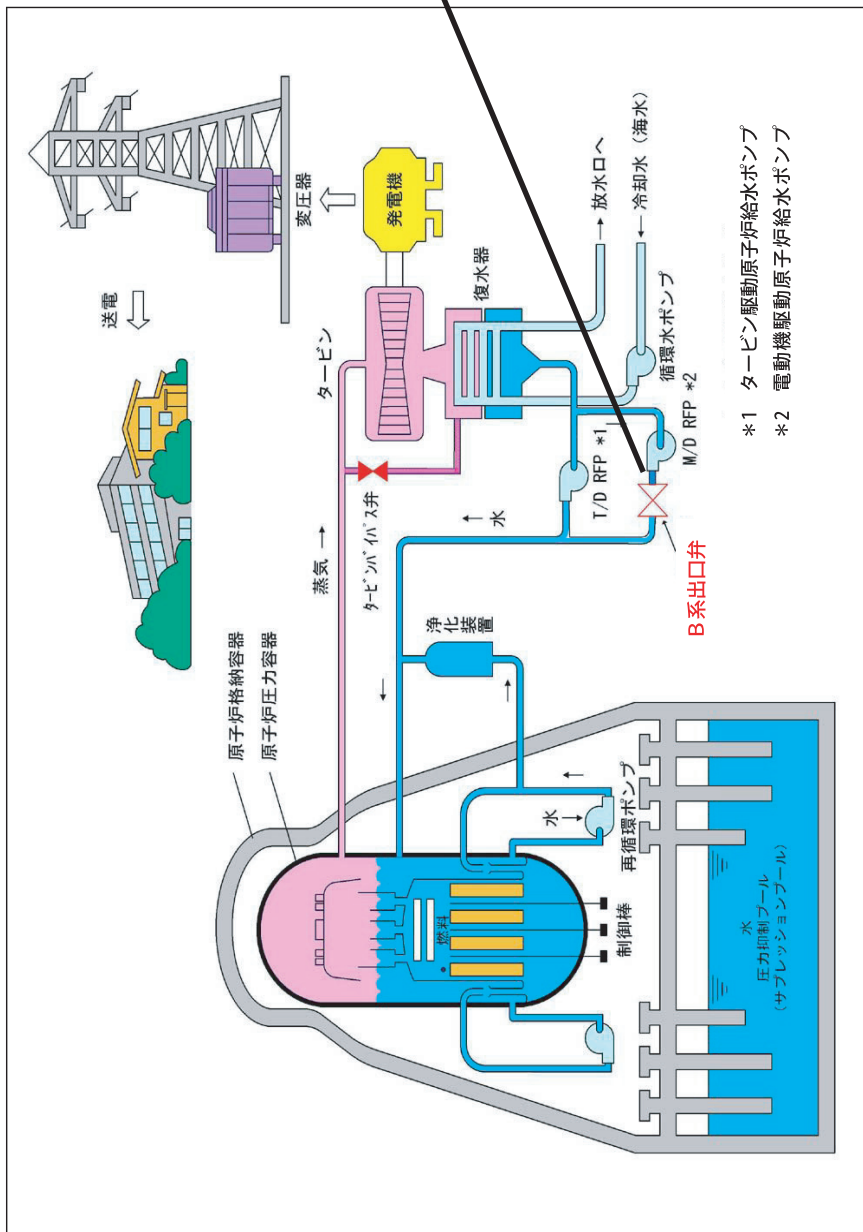 送電
変圧器
発電機
タービン
復水器
→ 放水口へ
← 冷却水（海水）
循環水ポンプ
蒸気 →
ﾀｰﾋﾞﾝﾊﾞｲﾊﾟｽ弁
← 水
T/D RFP *1
M/D RFP *2
B系出口弁
浄化装置
原子炉格納容器
原子炉圧力容器
燃料
制御棒
水
再循環ポンプ
水
圧力抑制プール
（サプレッションプール）
*1 タービン駆動原子炉給水ポンプ
*2 電動機駆動原子炉給水ポンプ